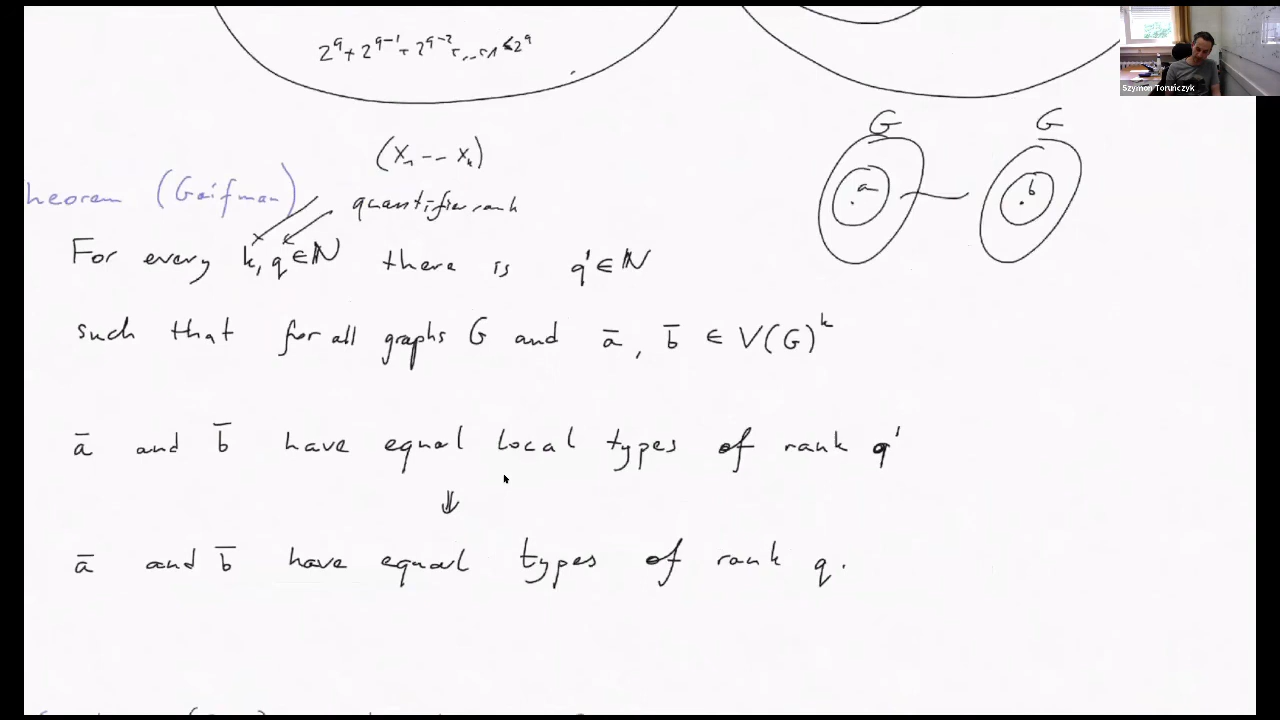 2^q + 2^{q-1} + 2^{q-2} + ... + 1 ≤ 2^q
Szymon Toruńczyk
G G
(x_1 -- x_k)
a b
heorem (Gaifman) quantifier rank
For every k, q ∈ ℕ there is q' ∈ ℕ
such that for all graphs G and ā, b̄ ∈ V(G)^k
ā and b̄ have equal local types of rank q'
⇓
ā and b̄ have equal types of rank q.